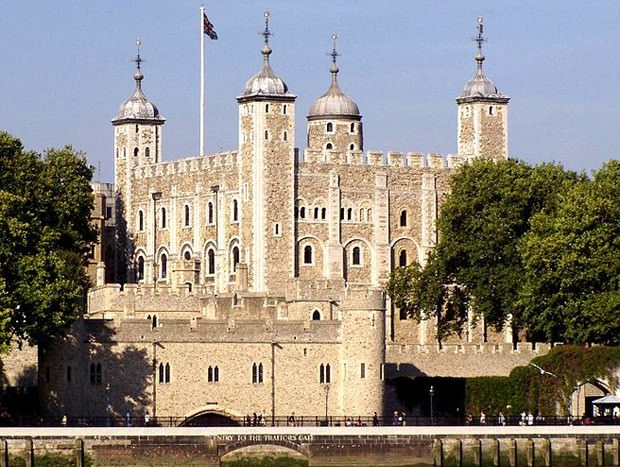 ENTRY TO THE TRAITORS GATE